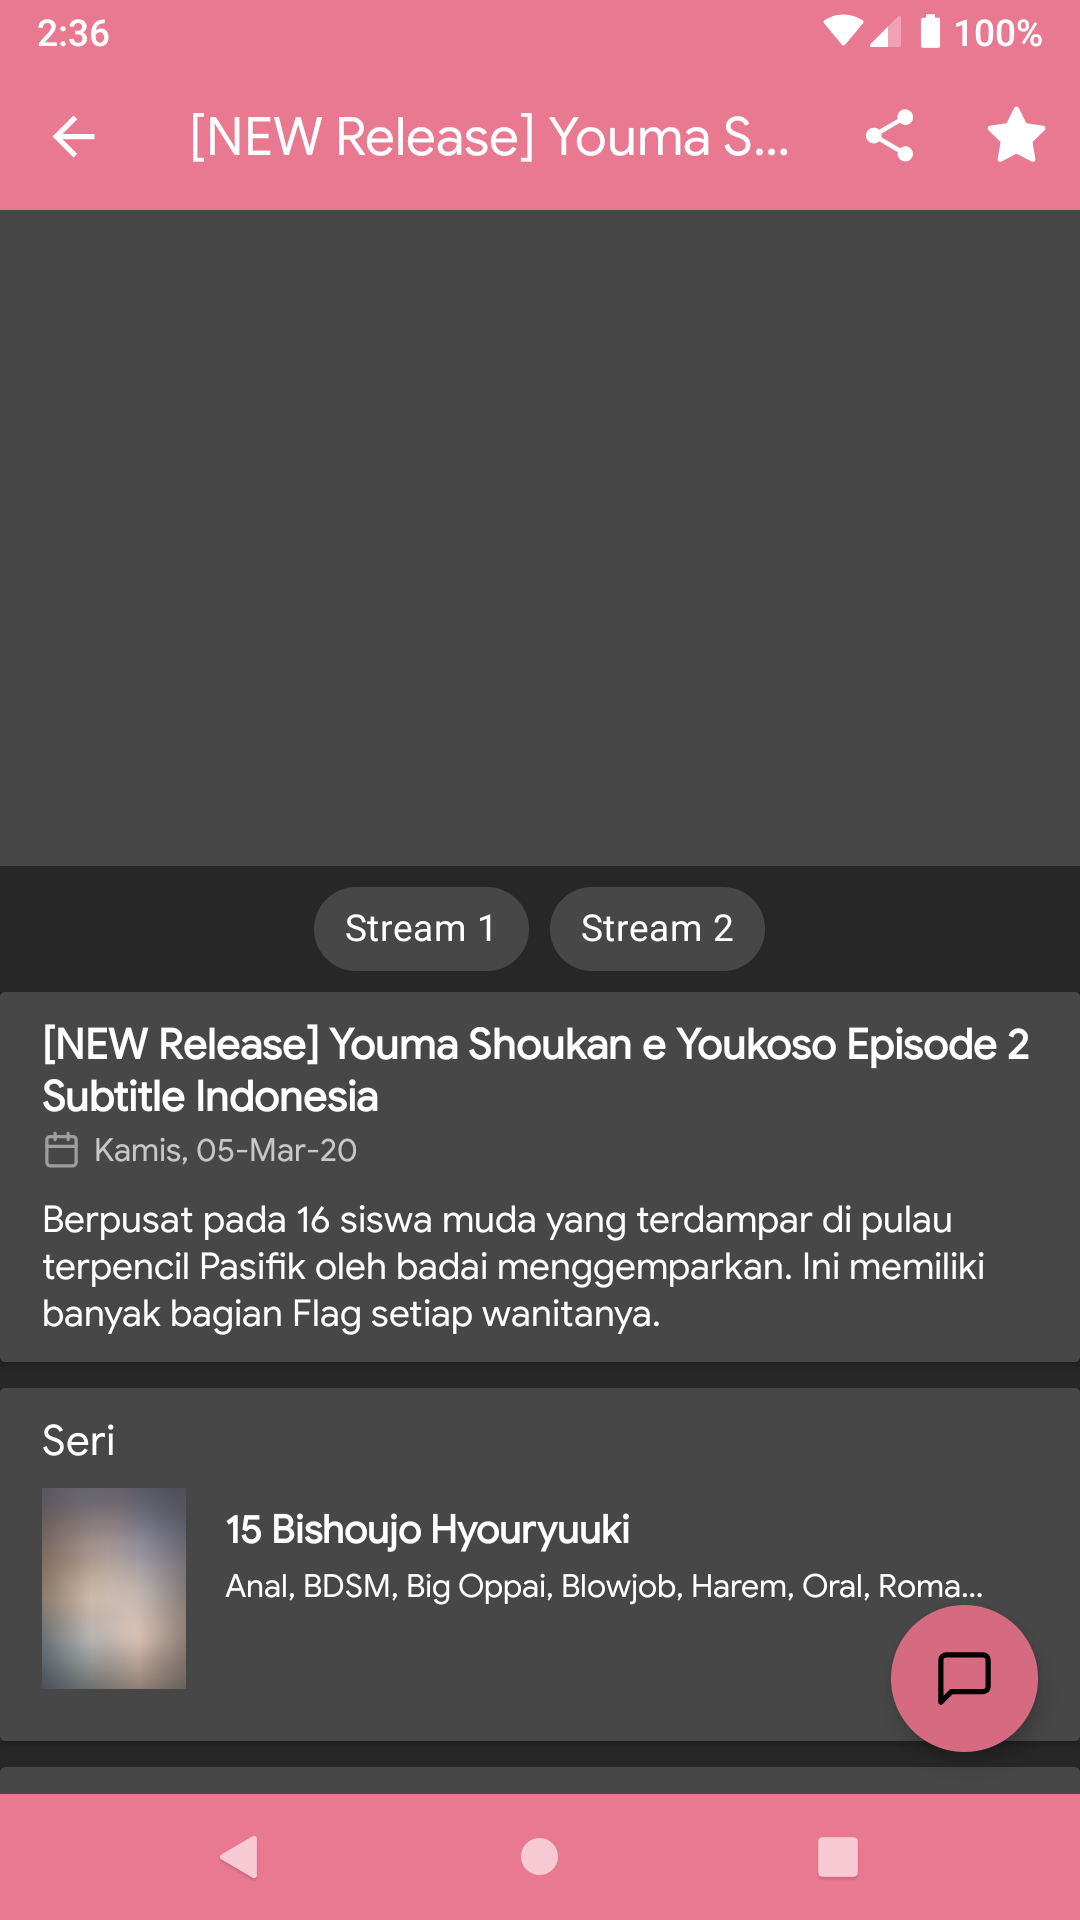 2:36
100%
[NEW Release] Youma S...
Stream 1
Stream 2
[NEW Release] Youma Shoukan e Youkoso Episode 2
Subtitle Indonesia
Kamis, 05-Mar-20
Berpusat pada 16 siswa muda yang terdampar di pulau
terpencil Pasifik oleh badai menggemparkan. Ini memiliki
banyak bagian Flag setiap wanitanya.
Seri
15 Bishoujo Hyouryuuki
Anal, BDSM, Big Oppai, Blowjob, Harem, Oral, Roma...